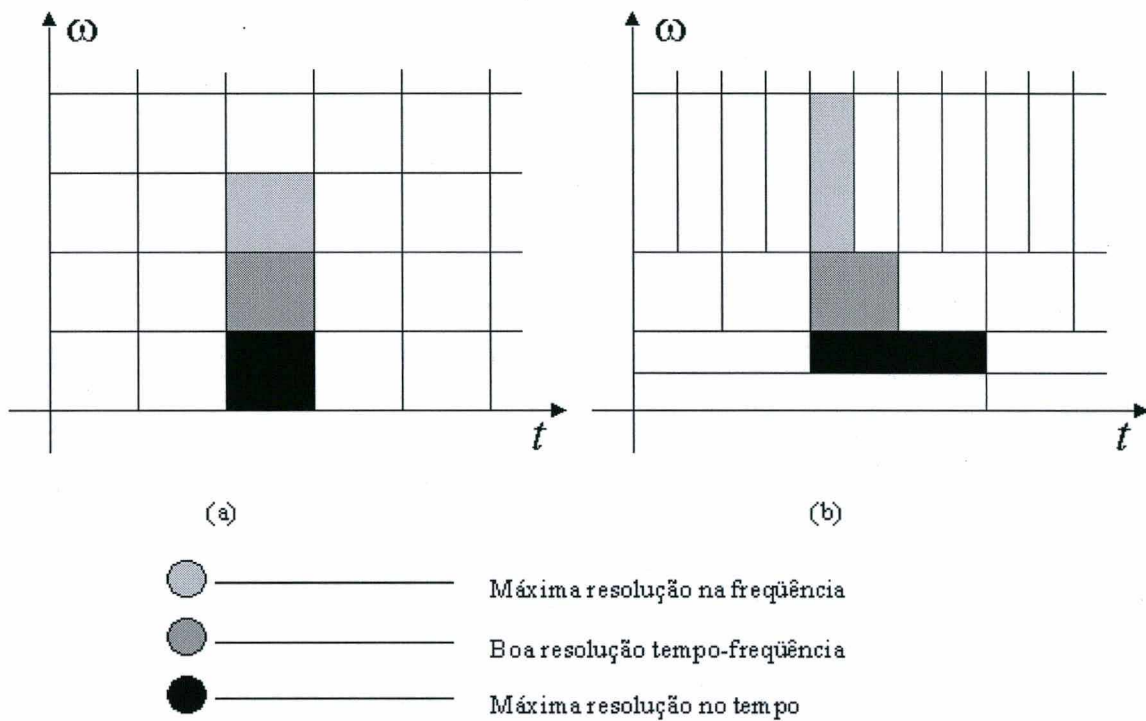 ω
ω
t
t
(a)
(b)
Máxima resolução na freqüência
Boa resolução tempo-freqüência
Máxima resolução no tempo